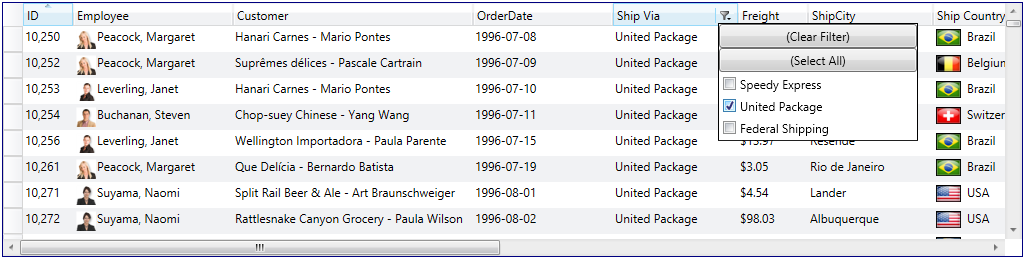 ID Employee Customer OrderDate Ship Via Freight ShipCity Ship Country
10,250 Peacock, Margaret Hanari Carnes - Mario Pontes 1996-07-08 United Package (Clear Filter) Brazil
10,252 Peacock, Margaret Suprêmes délices - Pascale Cartrain 1996-07-09 United Package (Select All) Belgium
10,253 Leverling, Janet Hanari Carnes - Mario Pontes 1996-07-10 United Package Speedy Express Brazil
10,254 Buchanan, Steven Chop-suey Chinese - Yang Wang 1996-07-11 United Package United Package Switzer
10,256 Leverling, Janet Wellington Importadora - Paula Parente 1996-07-15 United Package Federal Shipping Brazil
10,261 Peacock, Margaret Que Delícia - Bernardo Batista 1996-07-19 United Package $3.05 Rio de Janeiro Brazil
10,271 Suyama, Naomi Split Rail Beer & Ale - Art Braunschweiger 1996-08-01 United Package $4.54 Lander USA
10,272 Suyama, Naomi Rattlesnake Canyon Grocery - Paula Wilson 1996-08-02 United Package $98.03 Albuquerque USA